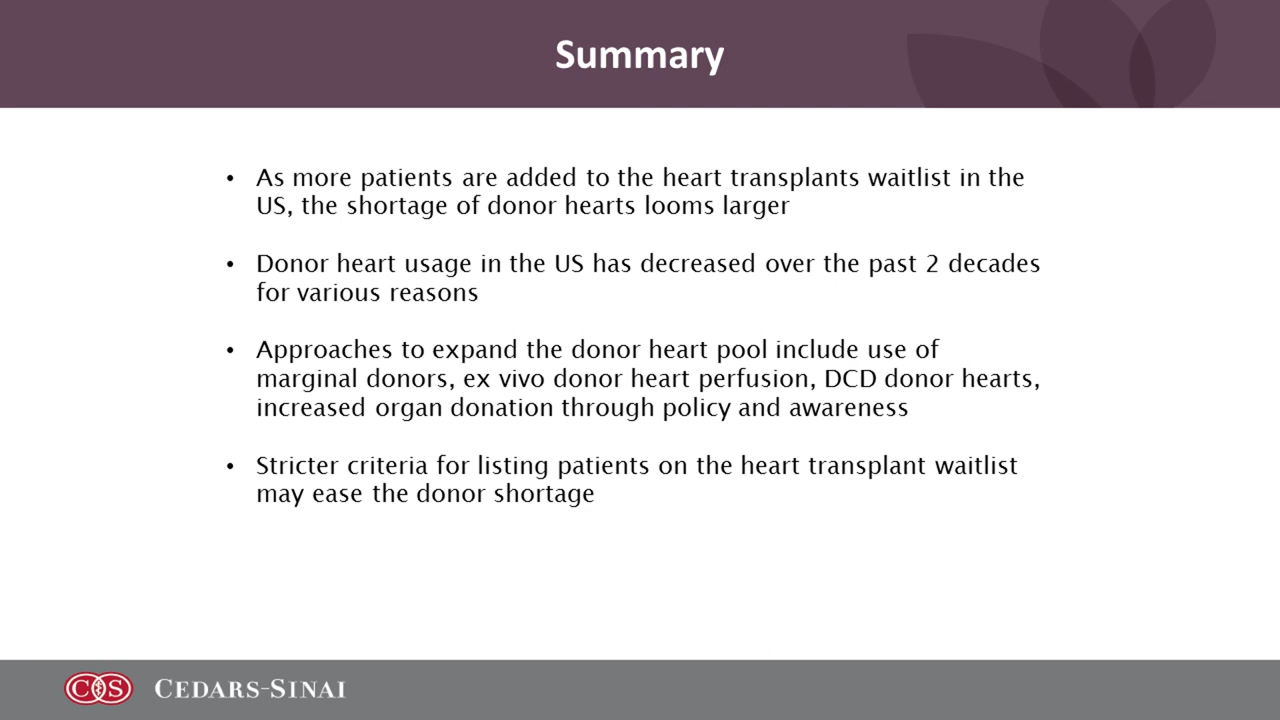 Summary
• As more patients are added to the heart transplants waitlist in the
US, the shortage of donor hearts looms larger
• Donor heart usage in the US has decreased over the past 2 decades
for various reasons
• Approaches to expand the donor heart pool include use of
marginal donors, ex vivo donor heart perfusion, DCD donor hearts,
increased organ donation through policy and awareness
• Stricter criteria for listing patients on the heart transplant waitlist
may ease the donor shortage
CS CEDARS-SINAI